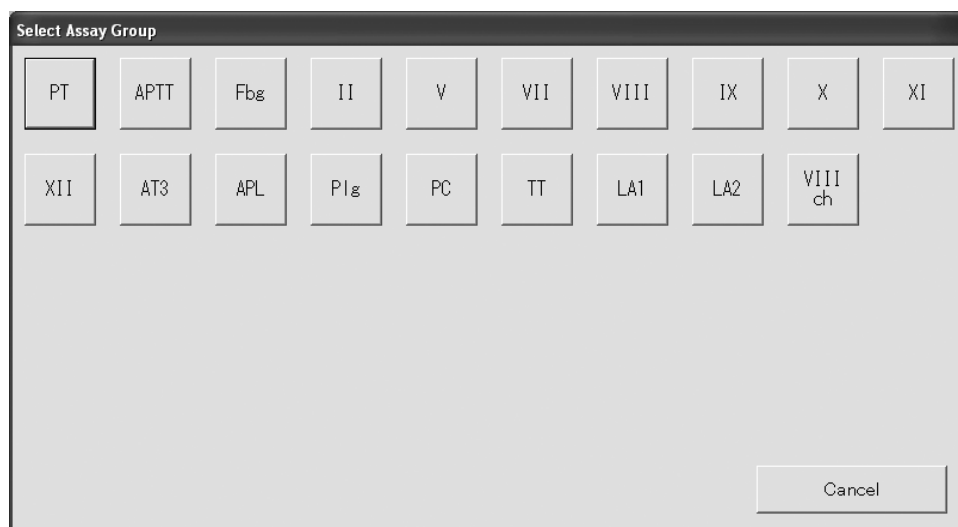 Select Assay Group
PT APTT Fbg II V VII VIII IX X XI
XII AT3 APL Plg PC TT LA1 LA2 VIII
ch
Cancel